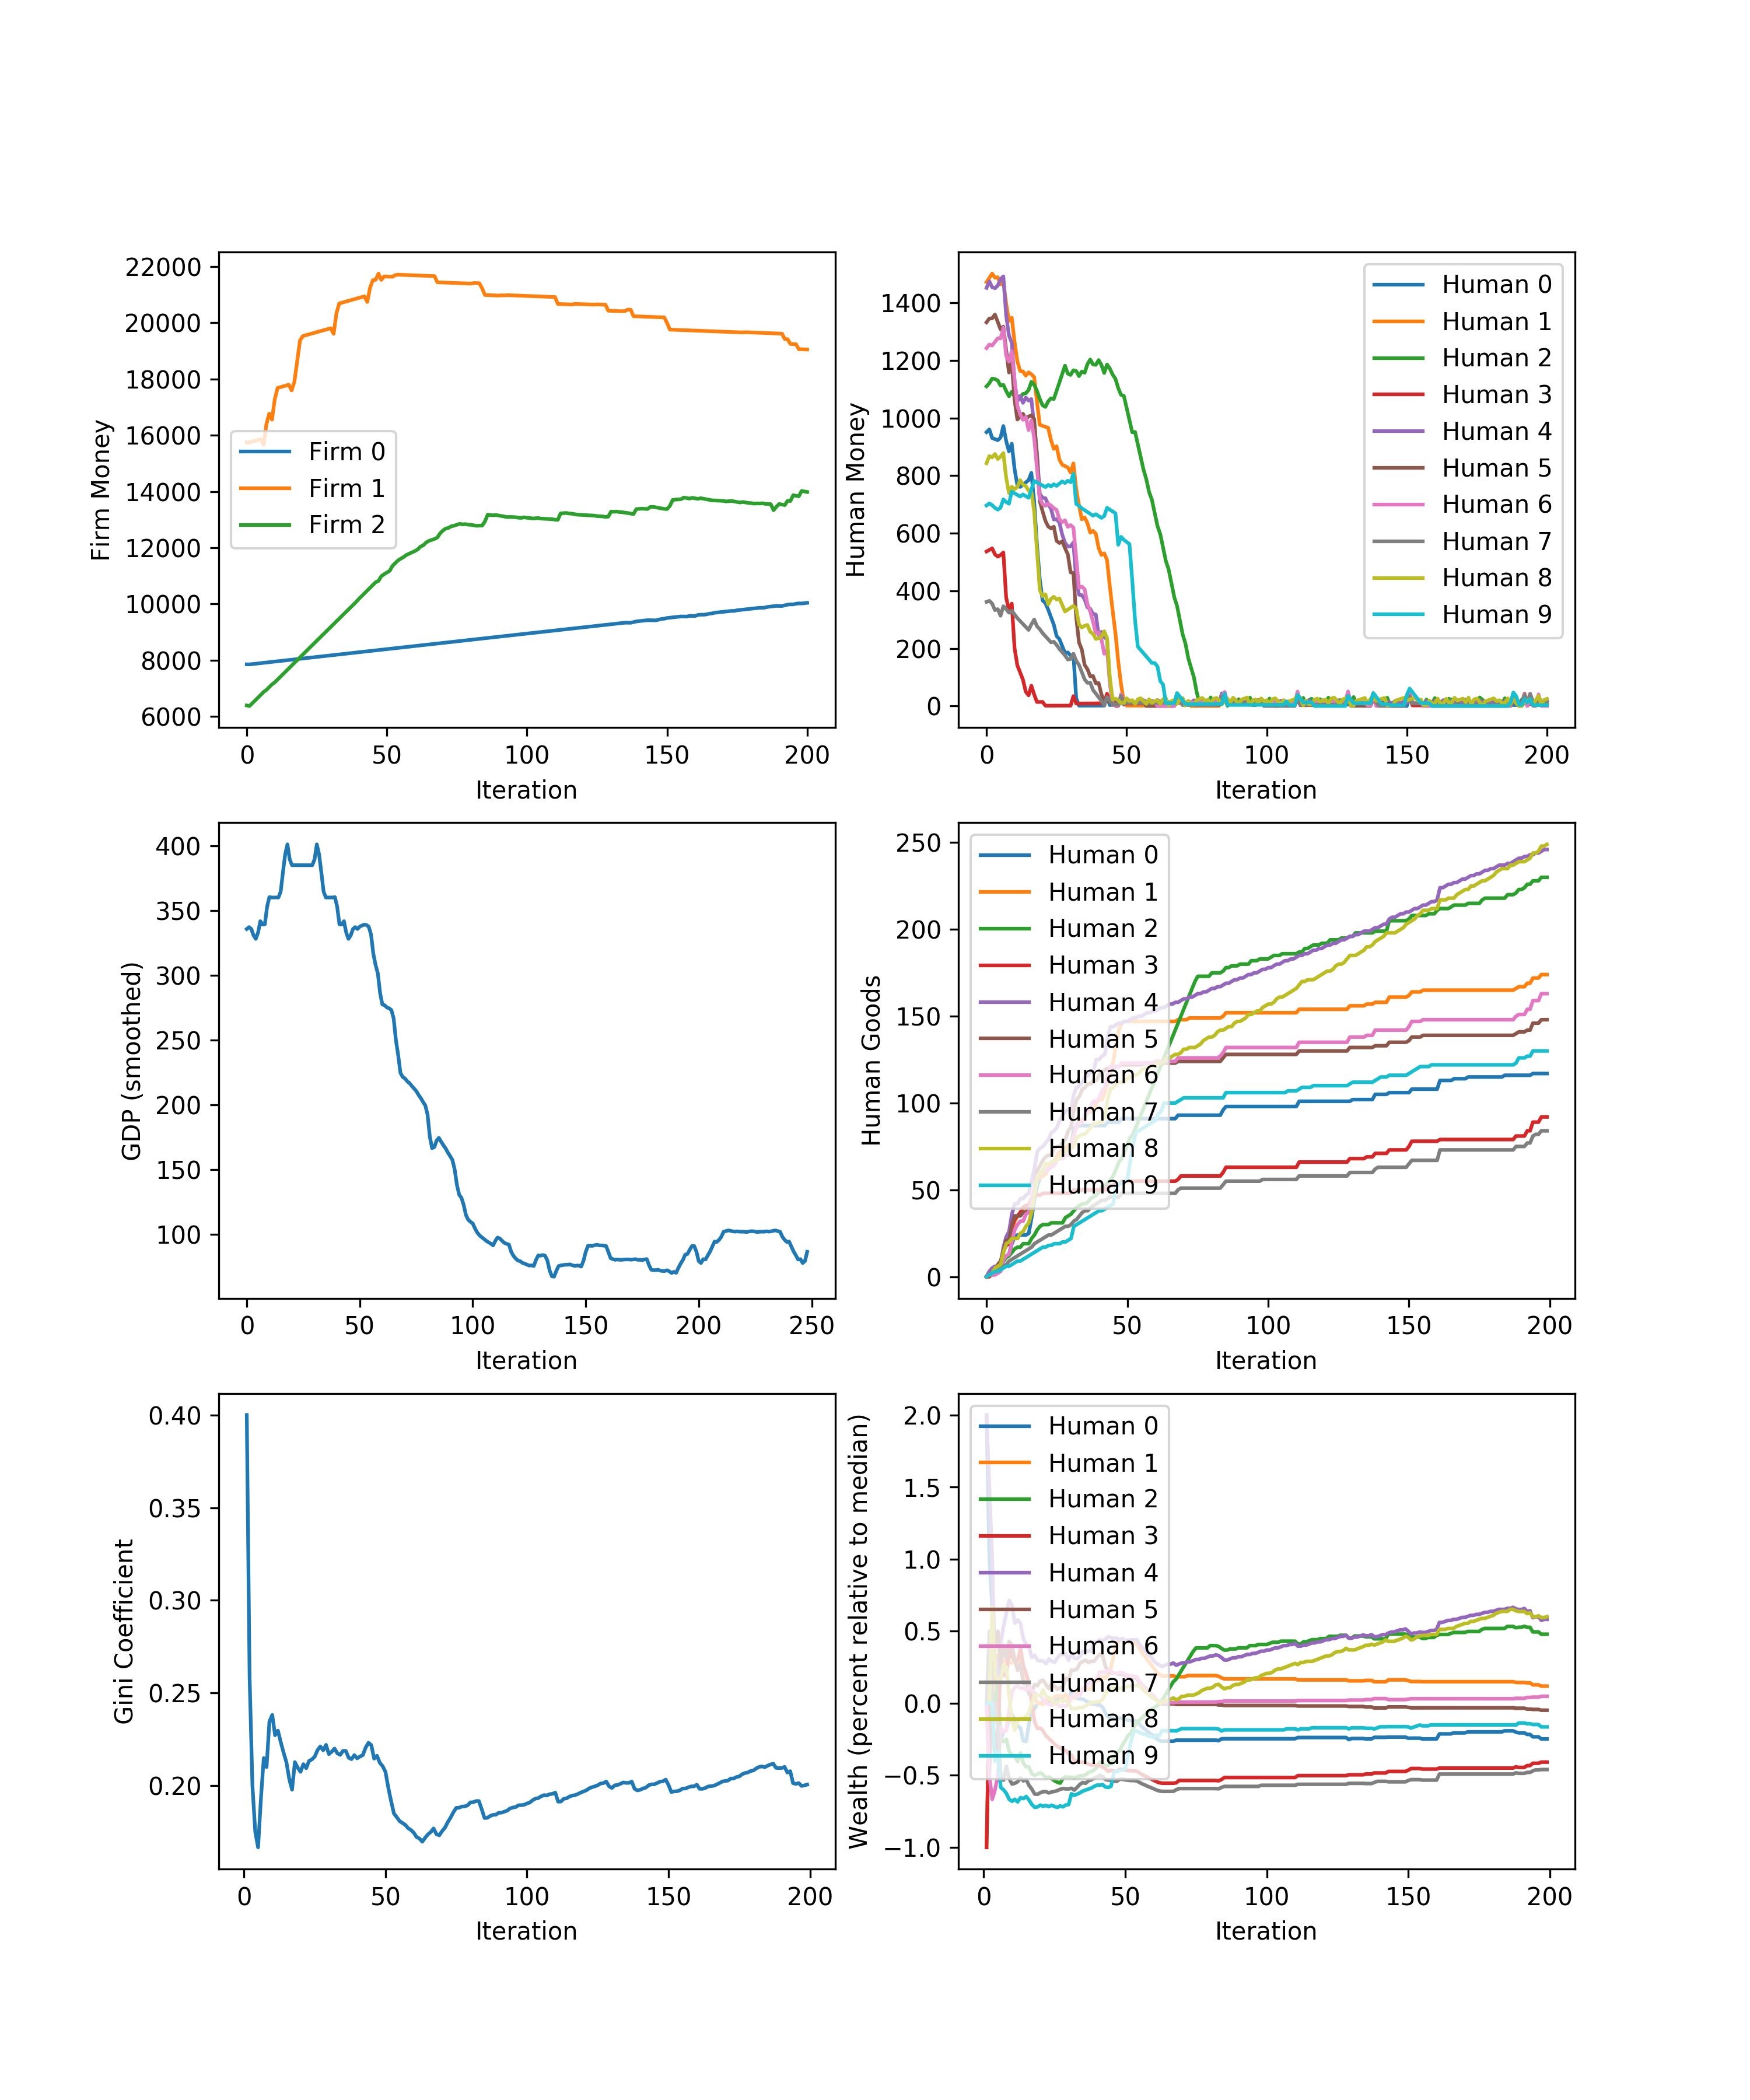 22000
20000
18000
16000
14000
12000
10000
8000
6000
Firm Money
Firm 0
Firm 1
Firm 2
0 50 100 150 200
Iteration
1400
1200
1000
800
600
400
200
0
Human Money
Human 0
Human 1
Human 2
Human 3
Human 4
Human 5
Human 6
Human 7
Human 8
Human 9
0 50 100 150 200
Iteration
400
350
300
250
200
150
100
GDP (smoothed)
0 50 100 150 200 250
Iteration
250
200
150
100
50
0
Human Goods
Human 0
Human 1
Human 2
Human 3
Human 4
Human 5
Human 6
Human 7
Human 8
Human 9
0 50 100 150 200
Iteration
0.40
0.35
0.30
0.25
0.20
Gini Coefficient
0 50 100 150 200
Iteration
2.0
1.5
1.0
0.5
0.0
−0.5
−1.0
Wealth (percent relative to median)
Human 0
Human 1
Human 2
Human 3
Human 4
Human 5
Human 6
Human 7
Human 8
Human 9
0 50 100 150 200
Iteration